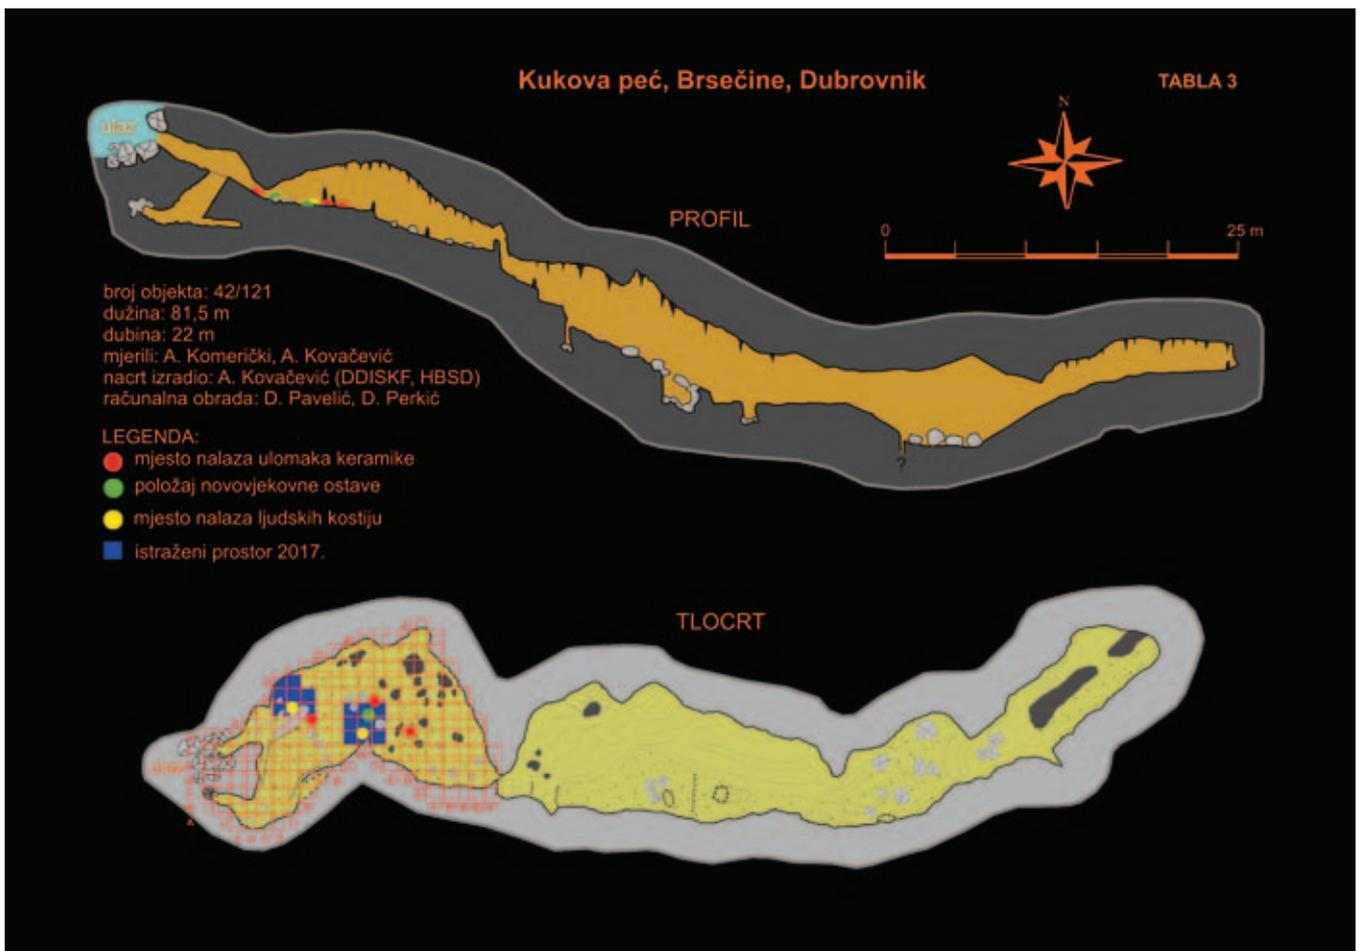 Kukova peć, Brsečine, Dubrovnik
TABLA 3
N
ulaz
PROFIL
0 25 m
broj objekta: 42/121
dužina: 81,5 m
dubina: 22 m
mjerili: A. Komerički, A. Kovačević
nacrt izradio: A. Kovačević (DDISKF, HBSD)
računalna obrada: D. Pavelić, D. Perkić
?
LEGENDA:
mjesto nalaza ulomaka keramike
položaj novovjekovne ostave
mjesto nalaza ljudskih kostiju
istraženi prostor 2017.
TLOCRT